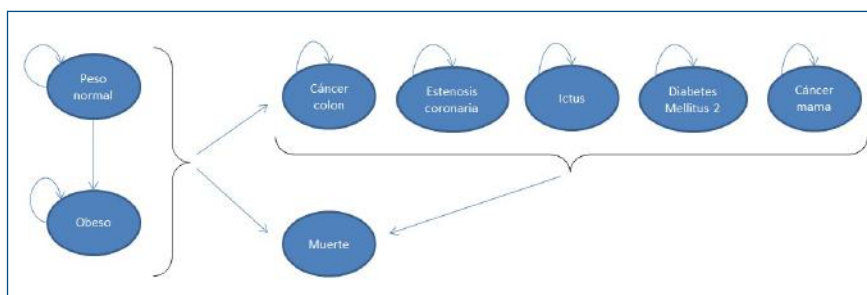 Peso
normal
Obeso
Cáncer
colon
Estenosis
coronaria
Ictus
Diabetes
Mellitus 2
Cáncer
mama
Muerte